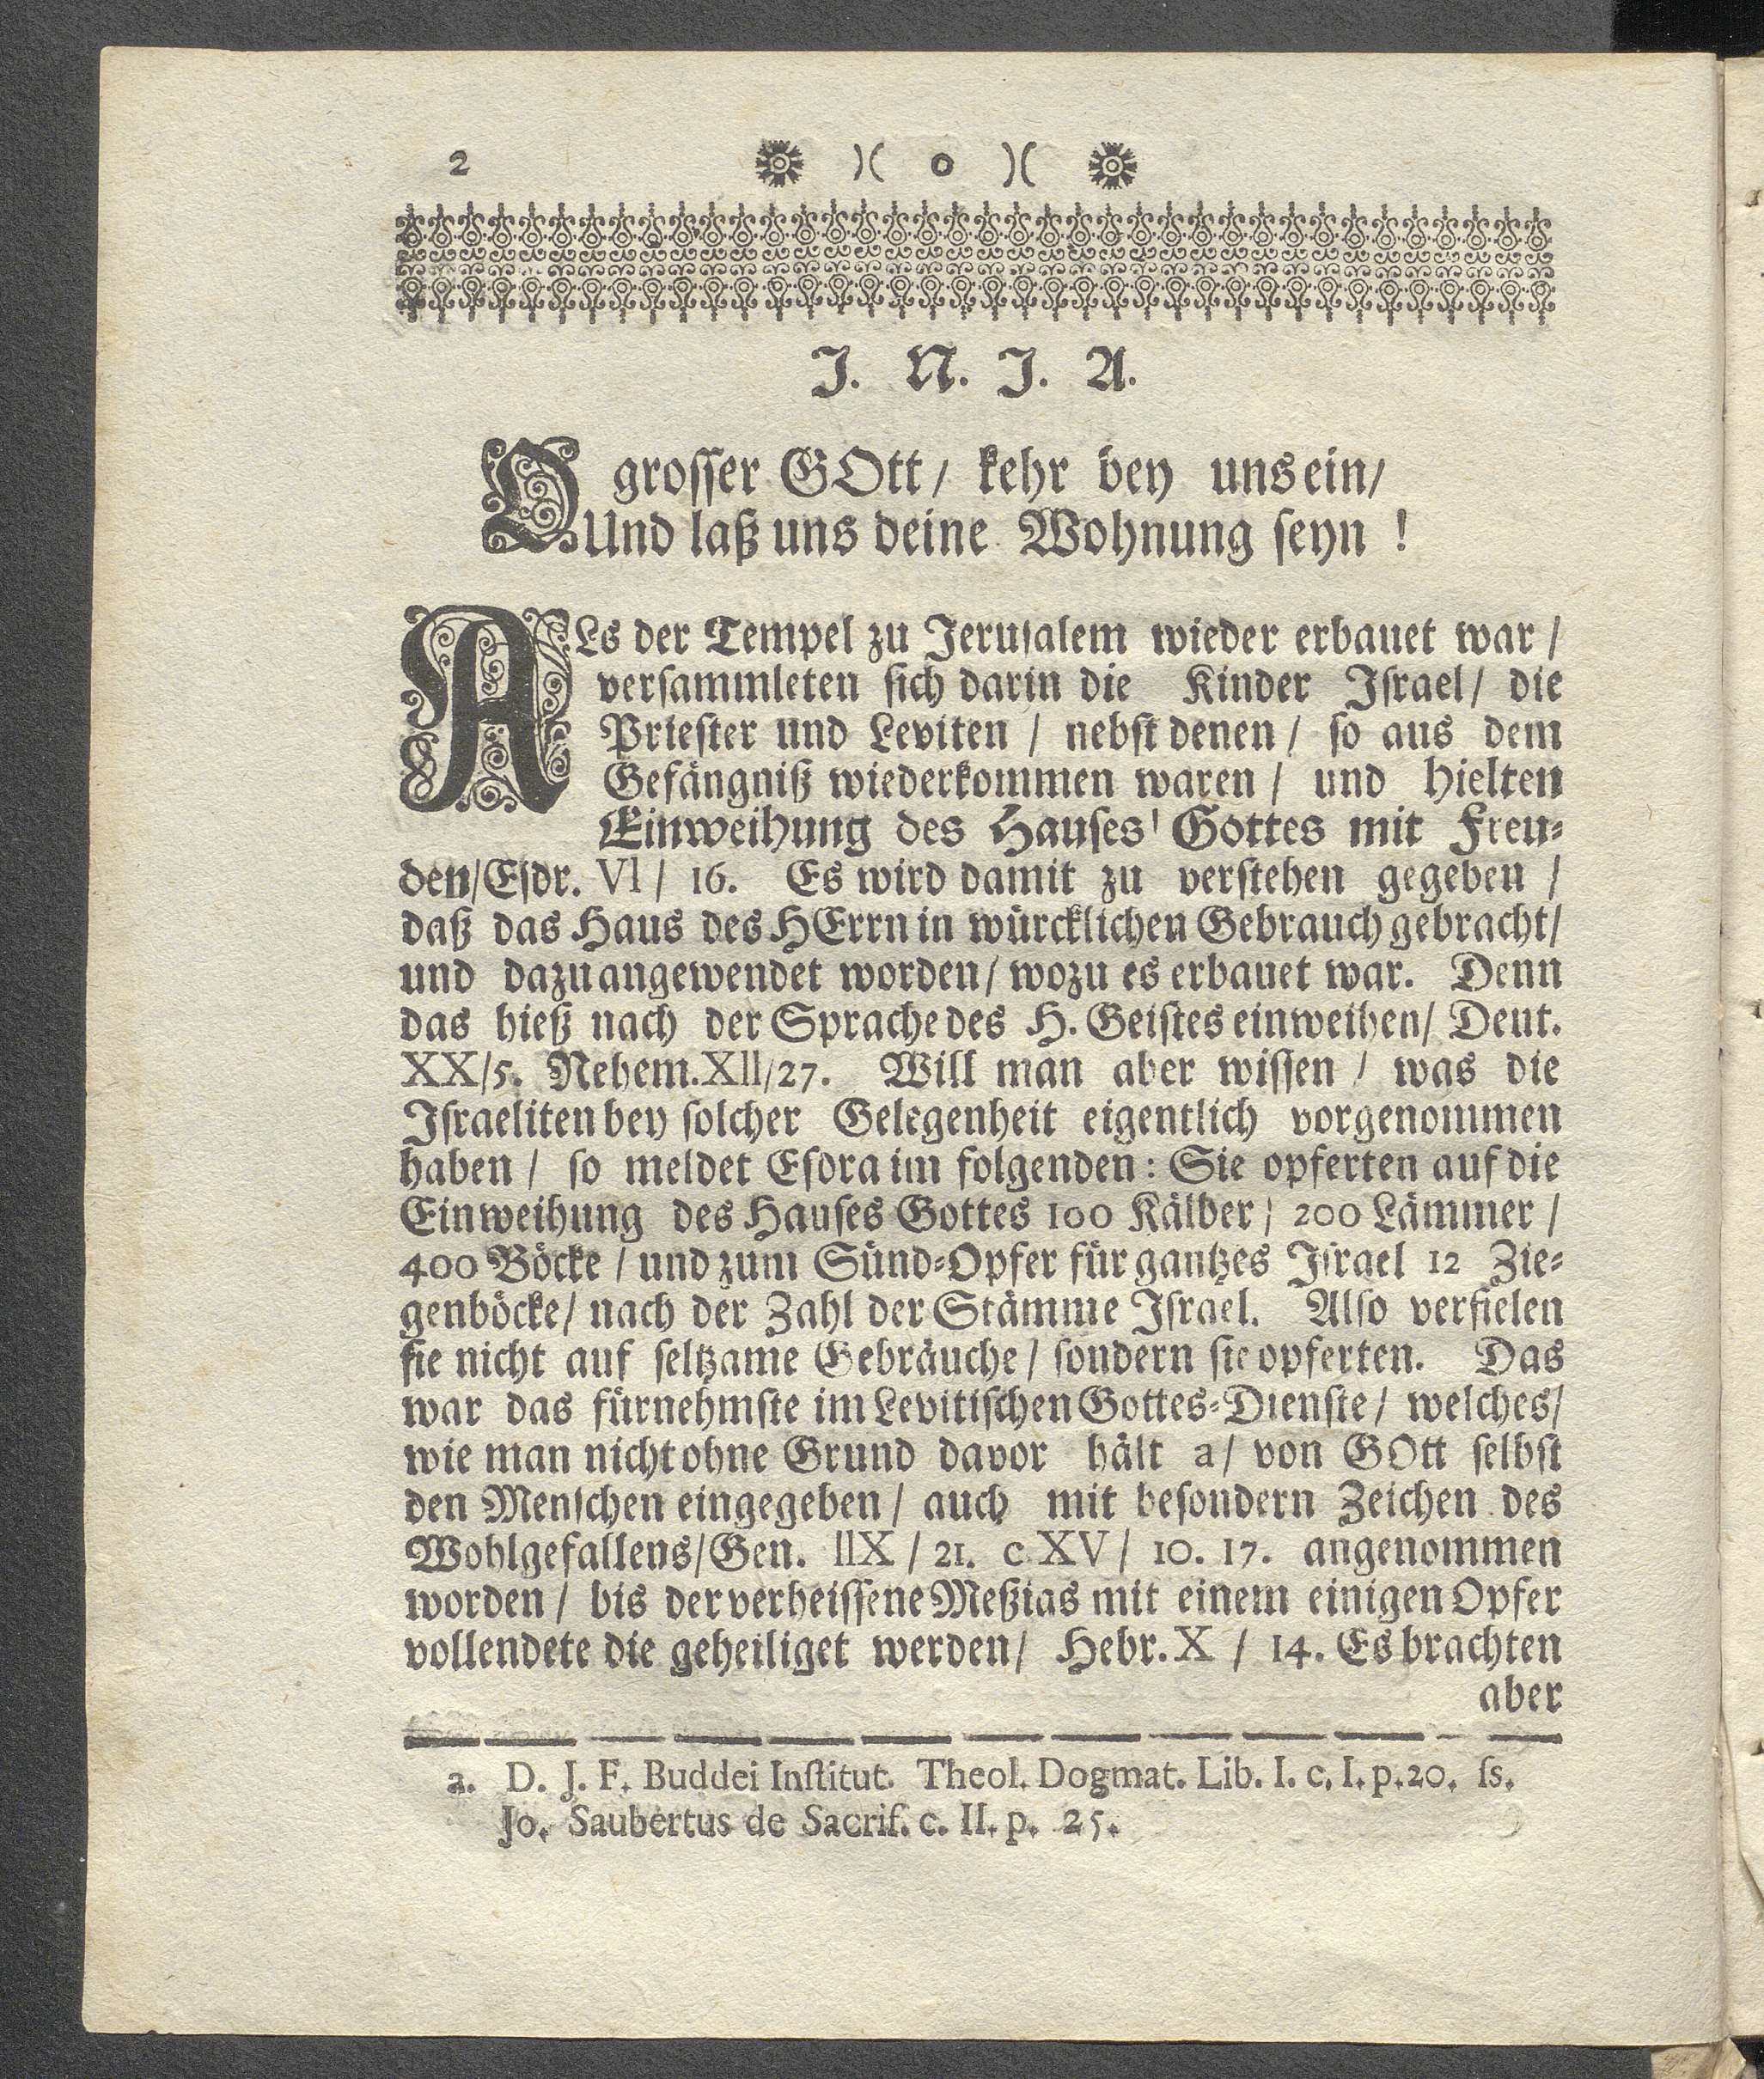 2 )( o )(
J. N. J. A.
O grosser GOtt / kehr bey uns ein /
Und laß uns deine Wohnung seyn !
ALs der Tempel zu Jerusalem wieder erbauet war /
versammleten sich darin die Kinder Israel / die
Priester und Leviten / nebst denen / so aus dem
Gefängniß wiederkommen waren / und hielten
Einweihung des Hauses Gottes mit Freu-
den / Esdr. VI / 16. Es wird damit zu verstehen gegeben /
daß das Haus des HErrn in würcklichen Gebrauch gebracht /
und dazu angewendet worden / wozu es erbauet war. Denn
das hieß nach der Sprache des H. Geistes einweihen / Deut.
XX / 5. Nehem. XII / 27. Will man aber wissen / was die
Israeliten bey solcher Gelegenheit eigentlich vorgenommen
haben / so meldet Esdra im folgenden : Sie opferten auf die
Einweihung des Hauses Gottes 100 Kälber / 200 Lämmer /
400 Böcke / und zum Sünd-Opfer für gantzes Israel 12 Zie-
genböcke / nach der Zahl der Stämme Israel. Also verfielen
sie nicht auf seltzame Gebräuche / sondern sie opferten. Das
war das fürnehmste im Levitischen Gottes-Dienste / welches /
wie man nicht ohne Grund davor hält a / von GOtt selbst
den Menschen eingegeben / auch mit besondern Zeichen des
Wohlgefallens / Gen. IIX / 21. c XV / 10. 17. angenommen
worden / bis der verheissene Meßias mit einem einigen Opfer
vollendete die geheiliget werden / Hebr. X / 14. Es brachten
aber
a. D. J. F. Buddei Institut. Theol. Dogmat. Lib. I. c. I. p. 20. ss.
Jo. Saubertus de Sacrif. c. II. p. 25.